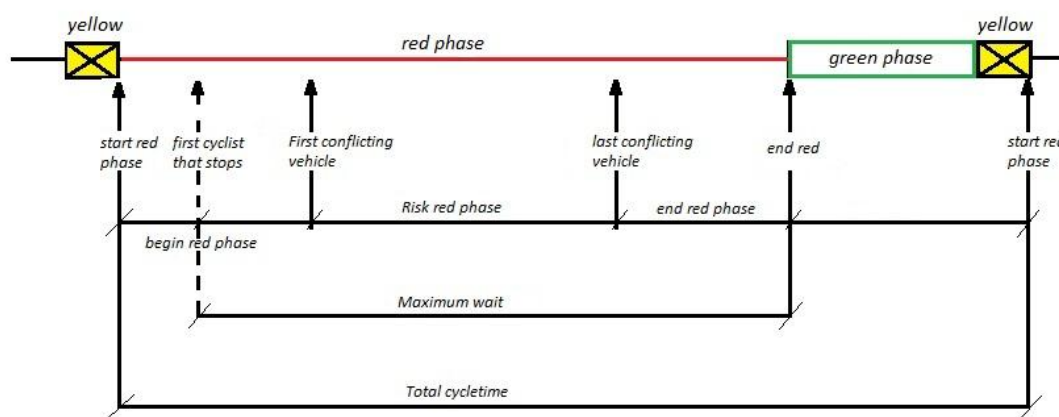 yellow
yellow
red phase
green phase
start red
phase
first cyclist
that stops
First conflicting
vehicle
last conflicting
vehicle
end red
start red
phase
Risk red phase
end red phase
begin red phase
Maximum wait
Total cycletime